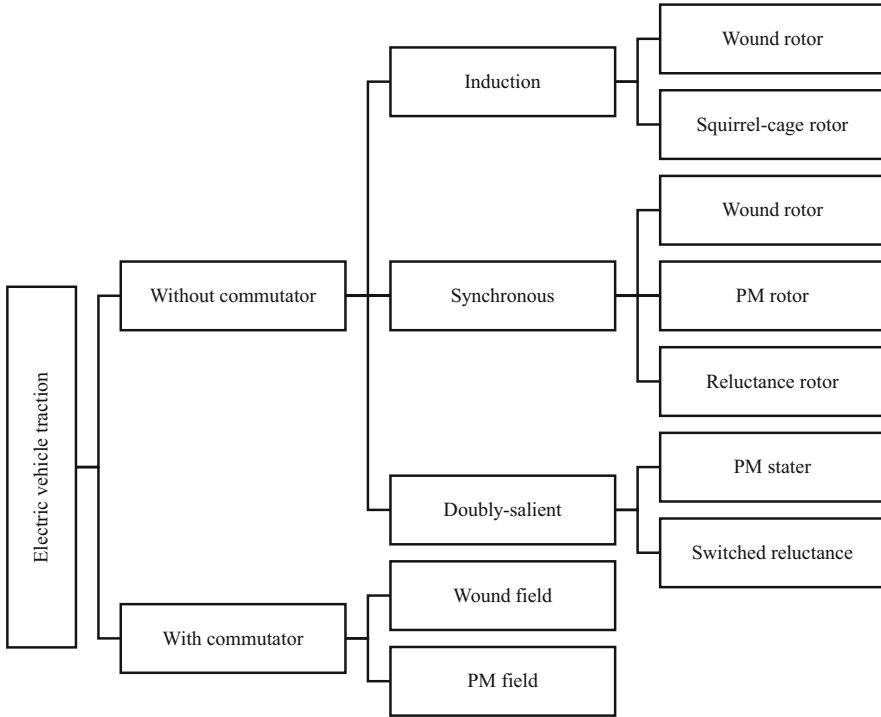 Electric vehicle traction
Without commutator
Induction
Wound rotor
Squirrel-cage rotor
Synchronous
Wound rotor
PM rotor
Reluctance rotor
Doubly-salient
PM stater
Switched reluctance
With commutator
Wound field
PM field